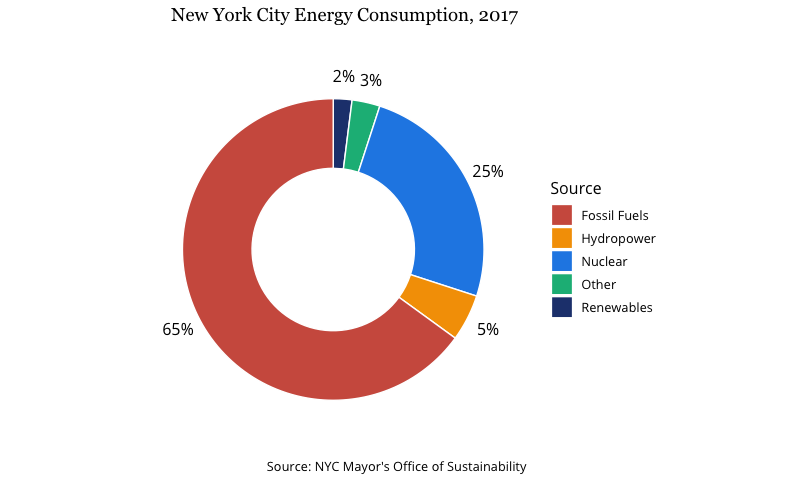 New York City Energy Consumption, 2017
2% 3%
25%
Source
Fossil Fuels
Hydropower
Nuclear
Other
Renewables
65%
5%
Source: NYC Mayor's Office of Sustainability